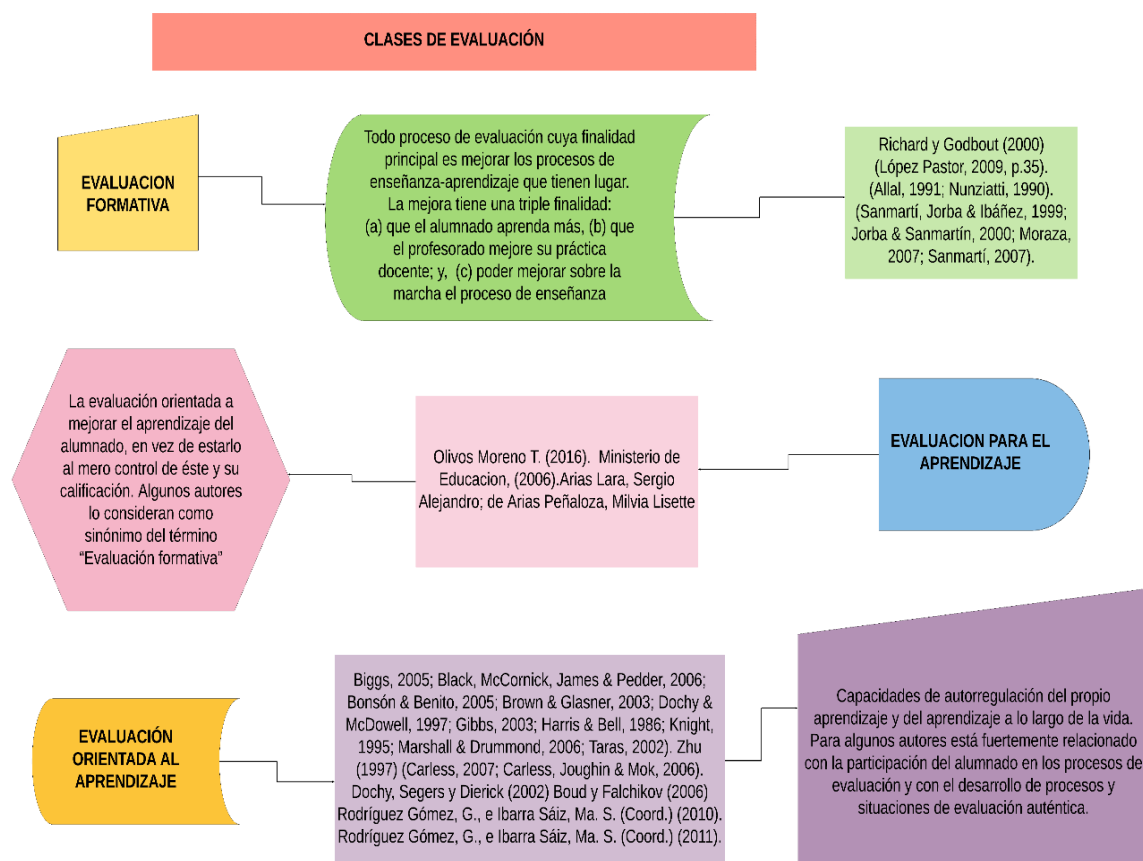 CLASES DE EVALUACIÓN
EVALUACION
FORMATIVA
Todo proceso de evaluación cuya finalidad
principal es mejorar los procesos de
enseñanza-aprendizaje que tienen lugar.
La mejora tiene una triple finalidad:
(a) que el alumnado aprenda más, (b) que
el profesorado mejore su práctica
docente; y, (c) poder mejorar sobre la
marcha el proceso de enseñanza
Richard y Godbout (2000)
(López Pastor, 2009, p.35).
(Allal, 1991; Nunziatti, 1990).
(Sanmartí, Jorba & Ibáñez, 1999;
Jorba & Sanmartín, 2000; Moraza,
2007; Sanmartí, 2007).
La evaluación orientada a
mejorar el aprendizaje del
alumnado, en vez de estarlo
al mero control de éste y su
calificación. Algunos autores
lo consideran como
sinónimo del término
“Evaluación formativa”
Olivos Moreno T. (2016). Ministerio de
Educacion, (2006).Arias Lara, Sergio
Alejandro; de Arias Peñaloza, Milvia Lisette
EVALUACION PARA EL
APRENDIZAJE
EVALUACIÓN
ORIENTADA AL
APRENDIZAJE
Biggs, 2005; Black, McCornick, James & Pedder, 2006;
Bonsón & Benito, 2005; Brown & Glasner, 2003; Dochy &
McDowell, 1997; Gibbs, 2003; Harris & Bell, 1986; Knight,
1995; Marshall & Drummond, 2006; Taras, 2002). Zhu
(1997) (Carless, 2007; Carless, Joughin & Mok, 2006).
Dochy, Segers y Dierick (2002) Boud y Falchikov (2006)
Rodríguez Gómez, G., e Ibarra Sáiz, Ma. S. (Coord.) (2010).
Rodríguez Gómez, G., e Ibarra Sáiz, Ma. S. (Coord.) (2011).
Capacidades de autorregulación del propio
aprendizaje y del aprendizaje a lo largo de la vida.
Para algunos autores está fuertemente relacionado
con la participación del alumnado en los procesos de
evaluación y con el desarrollo de procesos y
situaciones de evaluación auténtica.